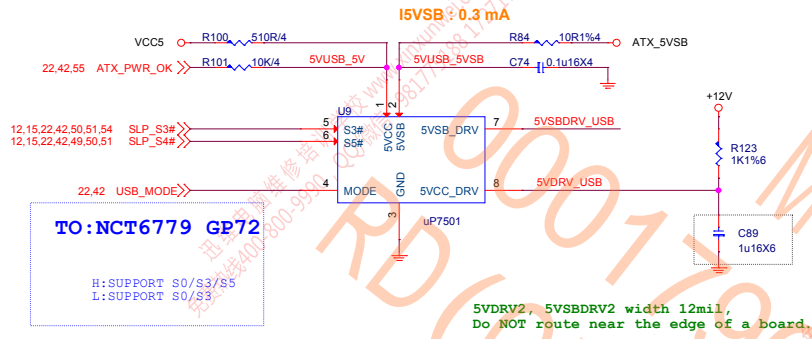 I5VSB : 0.3 mA
VCC5
R100
510R/4
R84
10R1%4
ATX_5VSB
22,42,55
ATX_PWR_OK
R101
10K/4
5VUSB_5V
5VUSB_5VSB
C74
0.1u16X4
+12V
U9
1
2
5VCC
5VSB
12,15,22,42,50,51,54
SLP_S3#
5
S3#
5VSB_DRV
7
5VSBDRV_USB
12,15,22,42,49,50,51
SLP_S4#
6
S5#
R123
1K1%6
22,42
USB_MODE
4
MODE
GND
5VCC_DRV
8
5VDRV_USB
3
uP7501
C89
1u16X6
TO:NCT6779 GP72
H:SUPPORT S0/S3/S5
L:SUPPORT S0/S3
5VDRV2, 5VSBDRV2 width 12mil,
Do NOT route near the edge of a board.